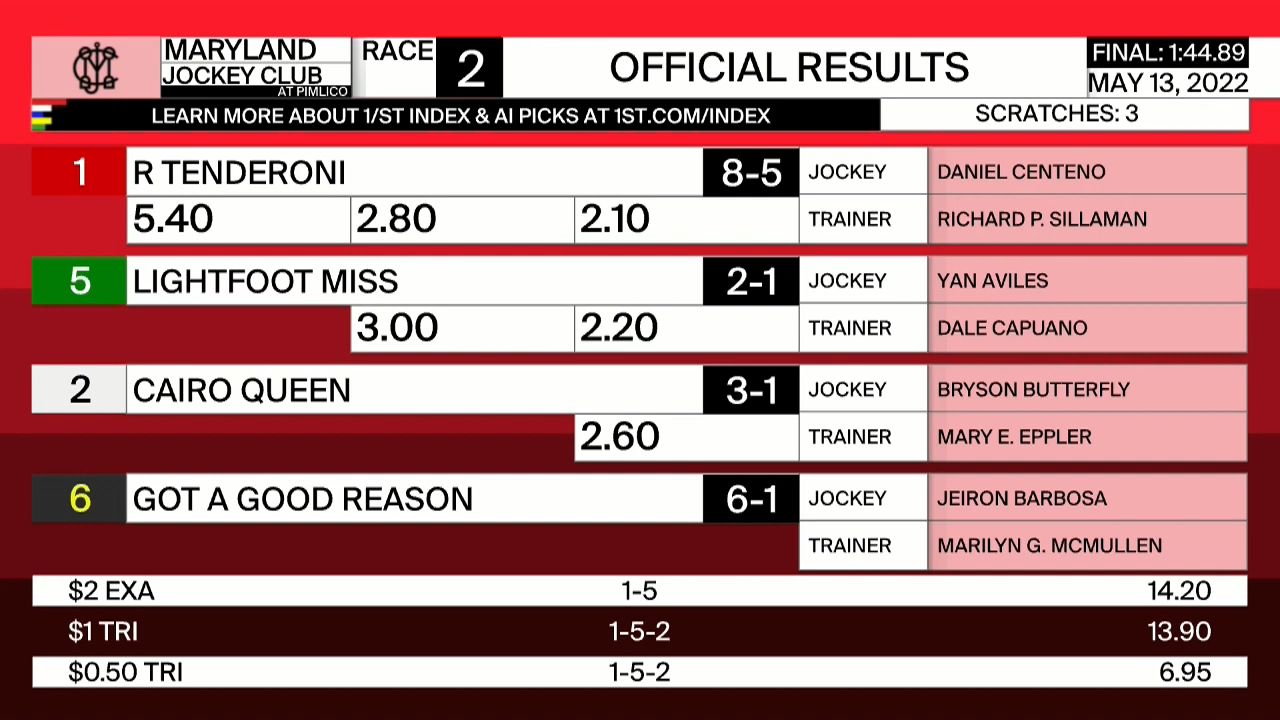 MARYLAND
JOCKEY CLUB
AT PIMLICO
RACE 2
OFFICIAL RESULTS
FINAL: 1:44.89
MAY 13, 2022
LEARN MORE ABOUT 1/ST INDEX & AI PICKS AT 1ST.COM/INDEX
SCRATCHES: 3
1 R TENDERONI 8-5 JOCKEY DANIEL CENTENO
5.40 2.80 2.10 TRAINER RICHARD P. SILLAMAN
5 LIGHTFOOT MISS 2-1 JOCKEY YAN AVILES
3.00 2.20 TRAINER DALE CAPUANO
2 CAIRO QUEEN 3-1 JOCKEY BRYSON BUTTERFLY
2.60 TRAINER MARY E. EPPLER
6 GOT A GOOD REASON 6-1 JOCKEY JEIRON BARBOSA
TRAINER MARILYN G. MCMULLEN
$2 EXA 1-5 14.20
$1 TRI 1-5-2 13.90
$0.50 TRI 1-5-2 6.95